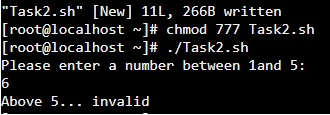 "Task2.sh" [New] 11L, 266B written
[root@localhost ~]# chmod 777 Task2.sh
[root@localhost ~]# ./Task2.sh
Please enter a number between 1and 5:
6
Above 5... invalid